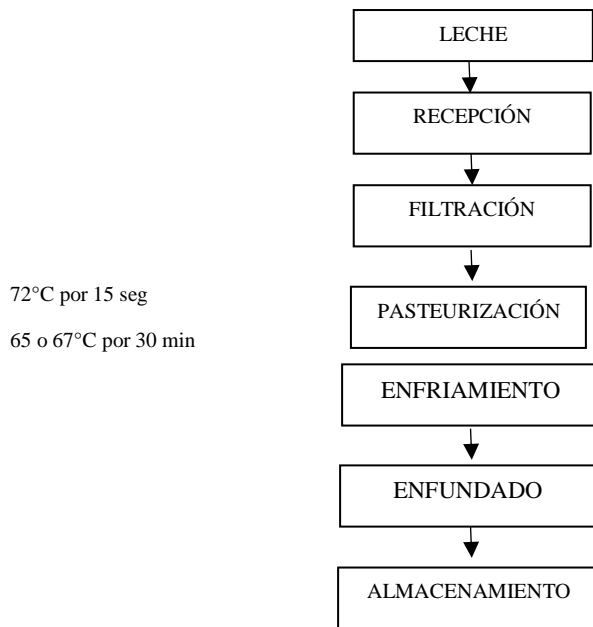 LECHE
RECEPCIÓN
FILTRACIÓN
72°C por 15 seg
65 o 67°C por 30 min
PASTEURIZACIÓN
ENFRIAMIENTO
ENFUNDADO
ALMACENAMIENTO